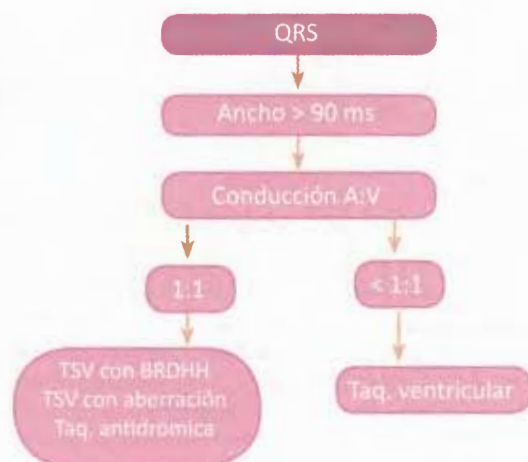 QRS
Ancho > 90 ms
Conducción A:V
1:1
< 1:1
TSV con BRDHH
TSV con aberración
Taq. antidrómica
Taq. ventricular